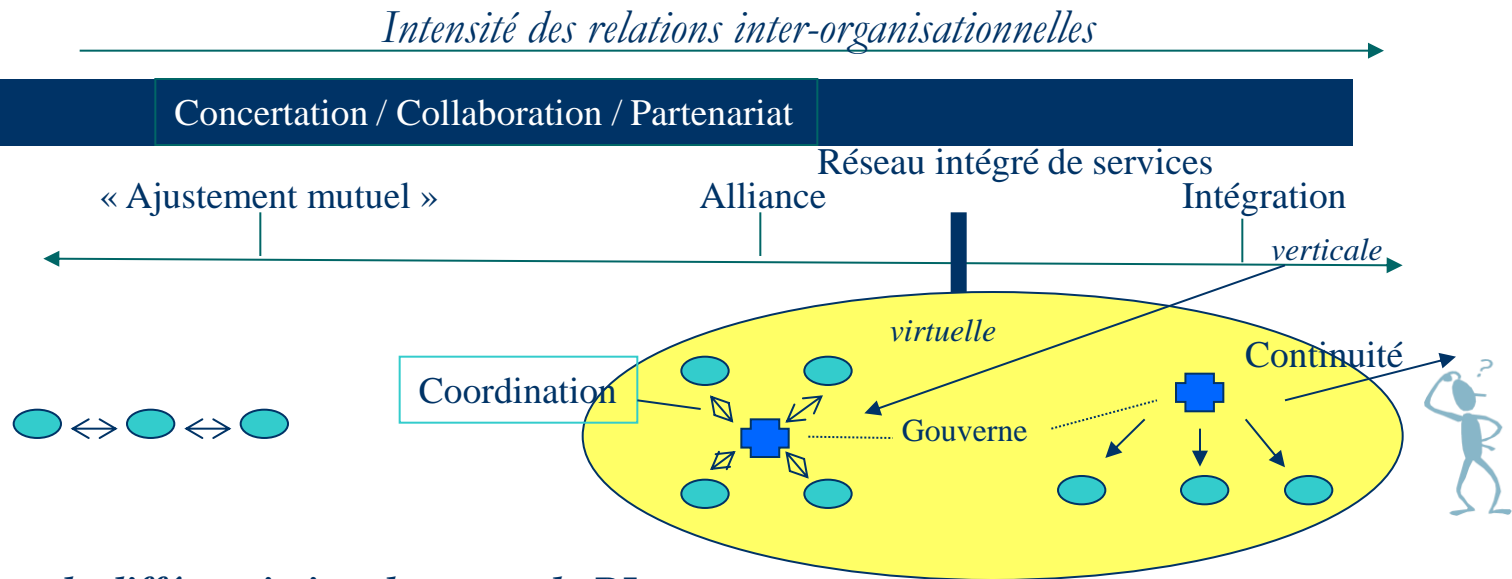 Intensité des relations inter-organisationnelles
Concertation / Collaboration / Partenariat
Réseau intégré de services
« Ajustement mutuel »
Alliance
Intégration
verticale
virtuelle
Continuité
?
Coordination
Gouverne